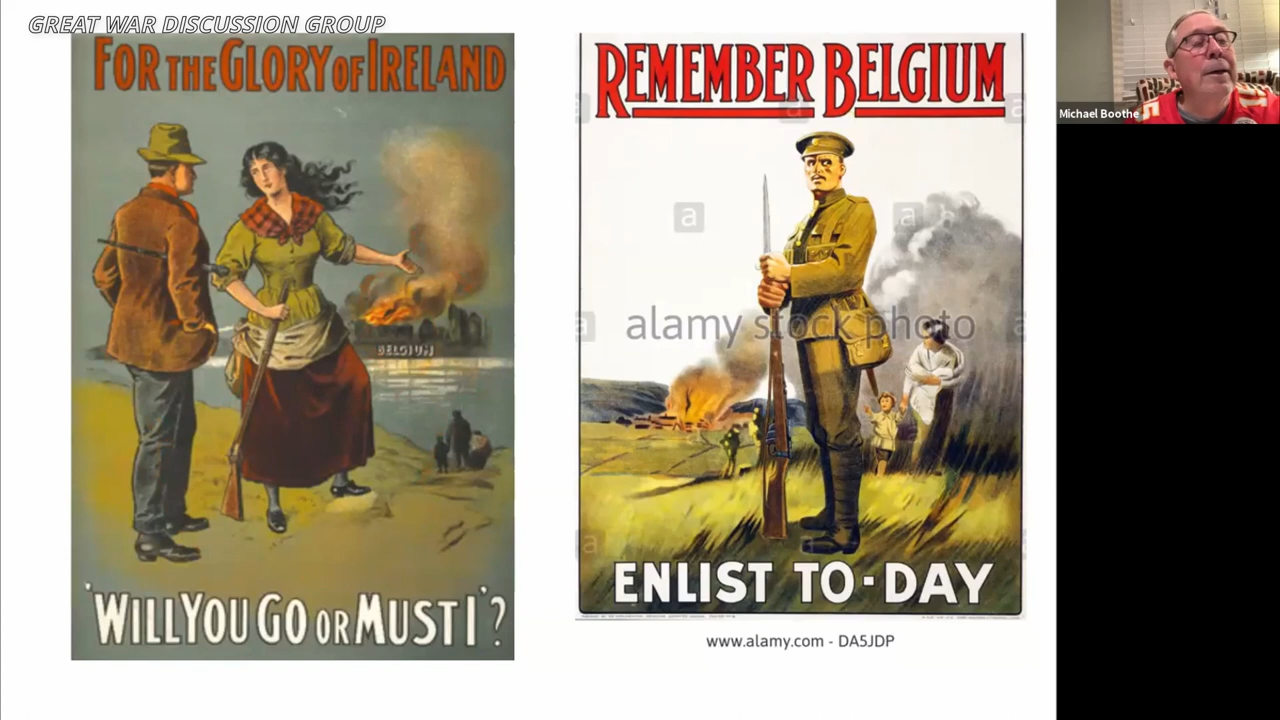 GREAT WAR DISCUSSION GROUP
FOR THE GLORY OF IRELAND
BELGIUM
'WILL YOU GO OR MUST I'?
REMEMBER BELGIUM
a
a
alamy stock photo
a
ENLIST TO-DAY
www.alamy.com - DA5JDP
Michael Boothe
15